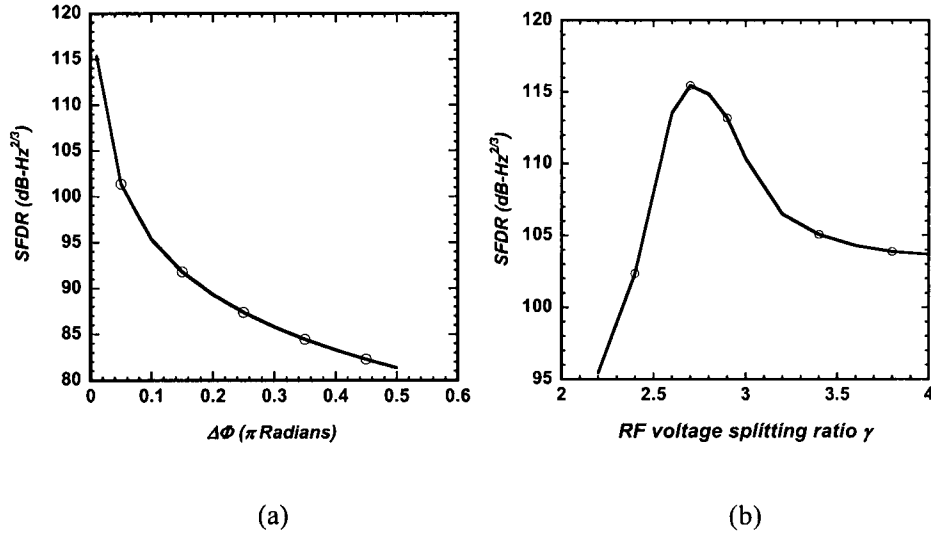 120
115
110
105
100
95
90
85
80
SFDR (dB-Hz^2/3)
0 0.1 0.2 0.3 0.4 0.5 0.6
ΔΦ (π Radians)
(a)
120
115
110
105
100
95
SFDR (dB-Hz^2/3)
2 2.5 3 3.5 4
RF voltage splitting ratio γ
(b)